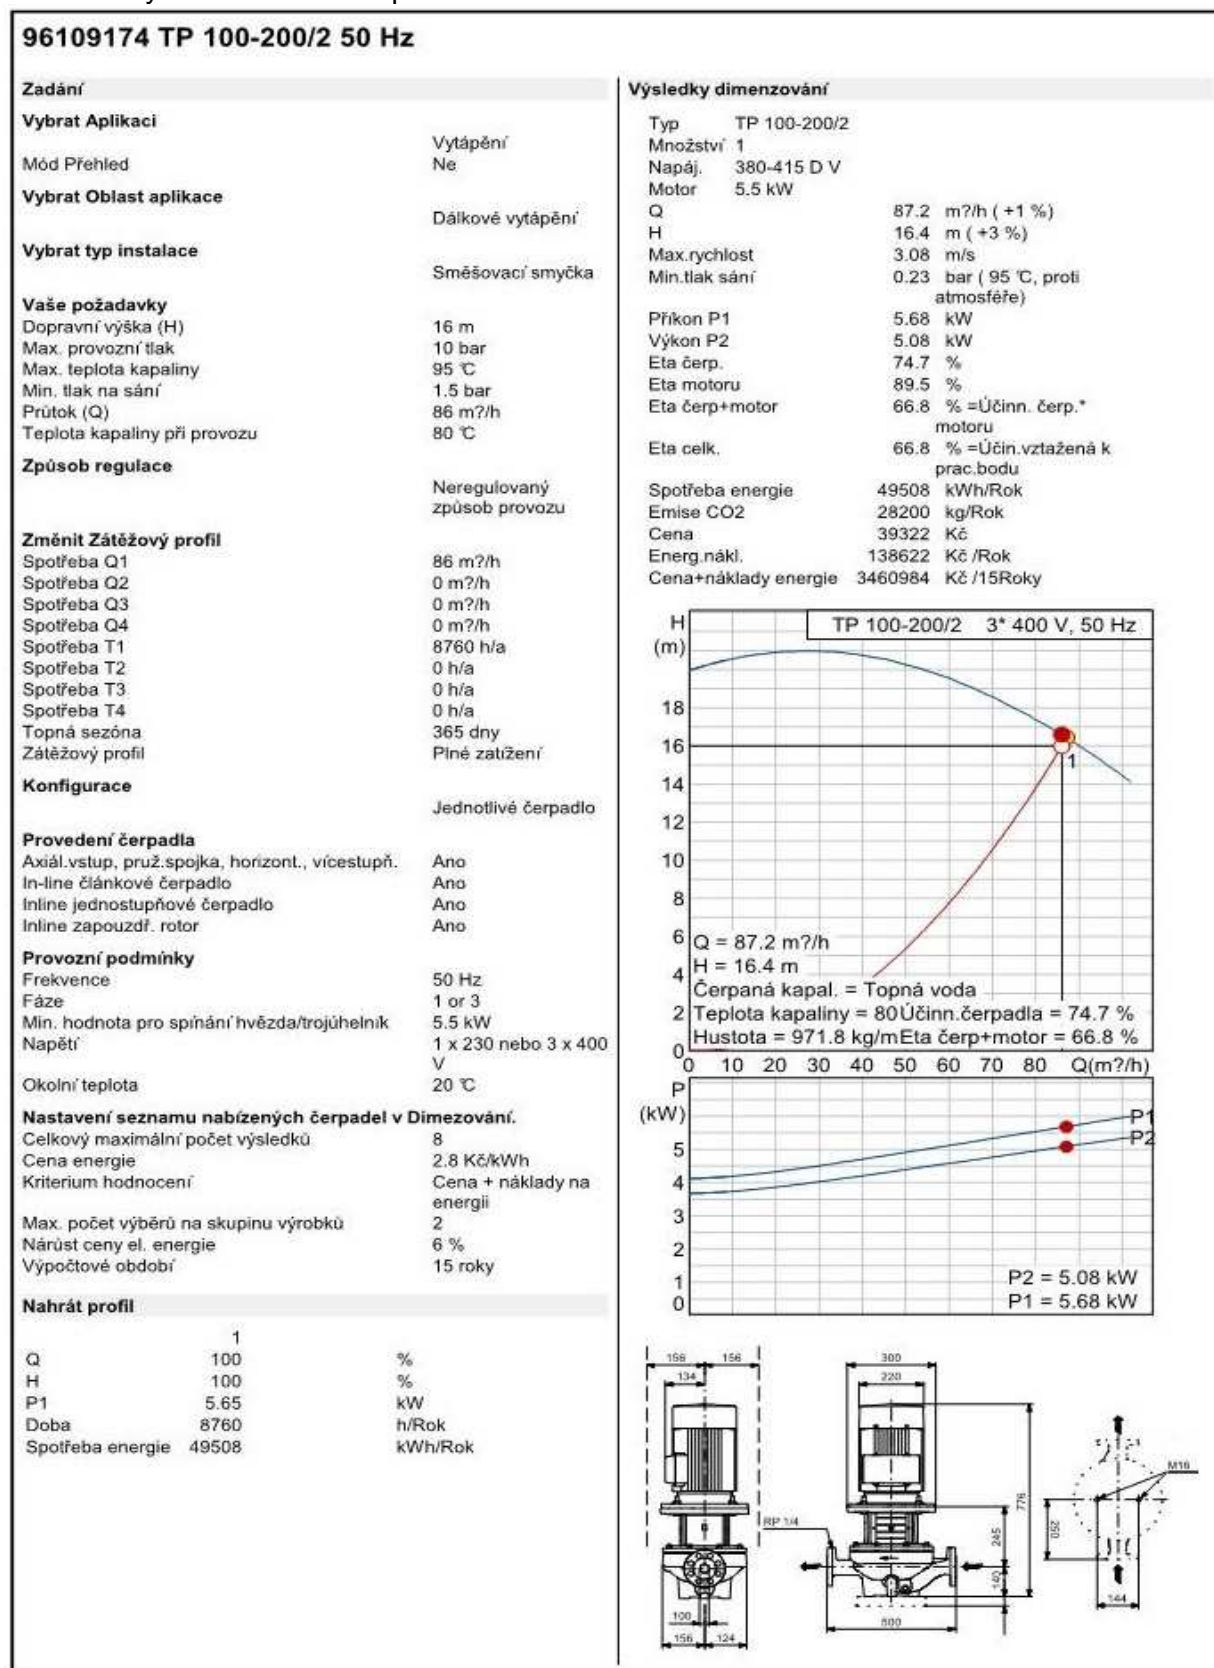 96109174 TP 100-200/2 50 Hz
Zadání
Vybrat Aplikaci
Vytápění
Mód Přehled Ne
Vybrat Oblast aplikace
Dálkové vytápění
Vybrat typ instalace
Směšovací smyčka
Vaše požadavky
Dopravní výška (H) 16 m
Max. provozní tlak 10 bar
Max. teplota kapaliny 95 °C
Min. tlak na sání 1.5 bar
Průtok (Q) 86 m?/h
Teplota kapaliny při provozu 80 °C
Způsob regulace
Neregulovaný
způsob provozu
Změnit Zátěžový profil
Spotřeba Q1 86 m?/h
Spotřeba Q2 0 m?/h
Spotřeba Q3 0 m?/h
Spotřeba Q4 0 m?/h
Spotřeba T1 8760 h/a
Spotřeba T2 0 h/a
Spotřeba T3 0 h/a
Spotřeba T4 0 h/a
Topná sezóna 365 dny
Zátěžový profil Plné zatížení
Konfigurace
Jednotlivé čerpadlo
Provedení čerpadla
Axiál.vstup, pruž.spojka, horizont., vícestupň. Ano
In-line článkové čerpadlo Ano
Inline jednostupňové čerpadlo Ano
Inline zapouzdř. rotor Ano
Provozní podmínky
Frekvence 50 Hz
Fáze 1 or 3
Min. hodnota pro spínání hvězda/trojúhelník 5.5 kW
Napětí 1 x 230 nebo 3 x 400
V
Okolní teplota 20 °C
Nastavení seznamu nabízených čerpadel v Dimezování.
Celkový maximální počet výsledků 8
Cena energie 2.8 Kč/kWh
Kriterium hodnocení Cena + náklady na
energii
Max. počet výběrů na skupinu výrobků 2
Nárůst ceny el. energie 6 %
Výpočtové období 15 roky
Nahrát profil
1
Q 100 %
H 100 %
P1 5.65 kW
Doba 8760 h/Rok
Spotřeba energie 49508 kWh/Rok
Výsledky dimenzování
Typ TP 100-200/2
Množství 1
Napáj. 380-415 D V
Motor 5.5 kW
Q 87.2 m?/h ( +1 %)
H 16.4 m ( +3 %)
Max.rychlost 3.08 m/s
Min.tlak sání 0.23 bar ( 95 °C, proti
atmosféře)
Příkon P1 5.68 kW
Výkon P2 5.08 kW
Eta čerp. 74.7 %
Eta motoru 89.5 %
Eta čerp+motor 66.8 % =Účinn. čerp.*
motoru
Eta celk. 66.8 % =Účin.vztažená k
prac.bodu
Spotřeba energie 49508 kWh/Rok
Emise CO2 28200 kg/Rok
Cena 39322 Kč
Energ.nákl. 138622 Kč /Rok
Cena+náklady energie 3460984 Kč /15Roky
H
(m)
TP 100-200/2 3* 400 V, 50 Hz
18
16
1
14
12
10
8
6
Q = 87.2 m?/h
H = 16.4 m
4
Čerpaná kapal. = Topná voda
2
Teplota kapaliny = 80Účinn.čerpadla = 74.7 %
Hustota = 971.8 kg/mEta čerp+motor = 66.8 %
0
0 10 20 30 40 50 60 70 80 Q(m?/h)
P
(kW)
P1
P2
5
4
3
2
1
0
P2 = 5.08 kW
P1 = 5.68 kW
156 156
134
100
156 124
300
220
RP 1/4
776
245
140
500
M16
250
144